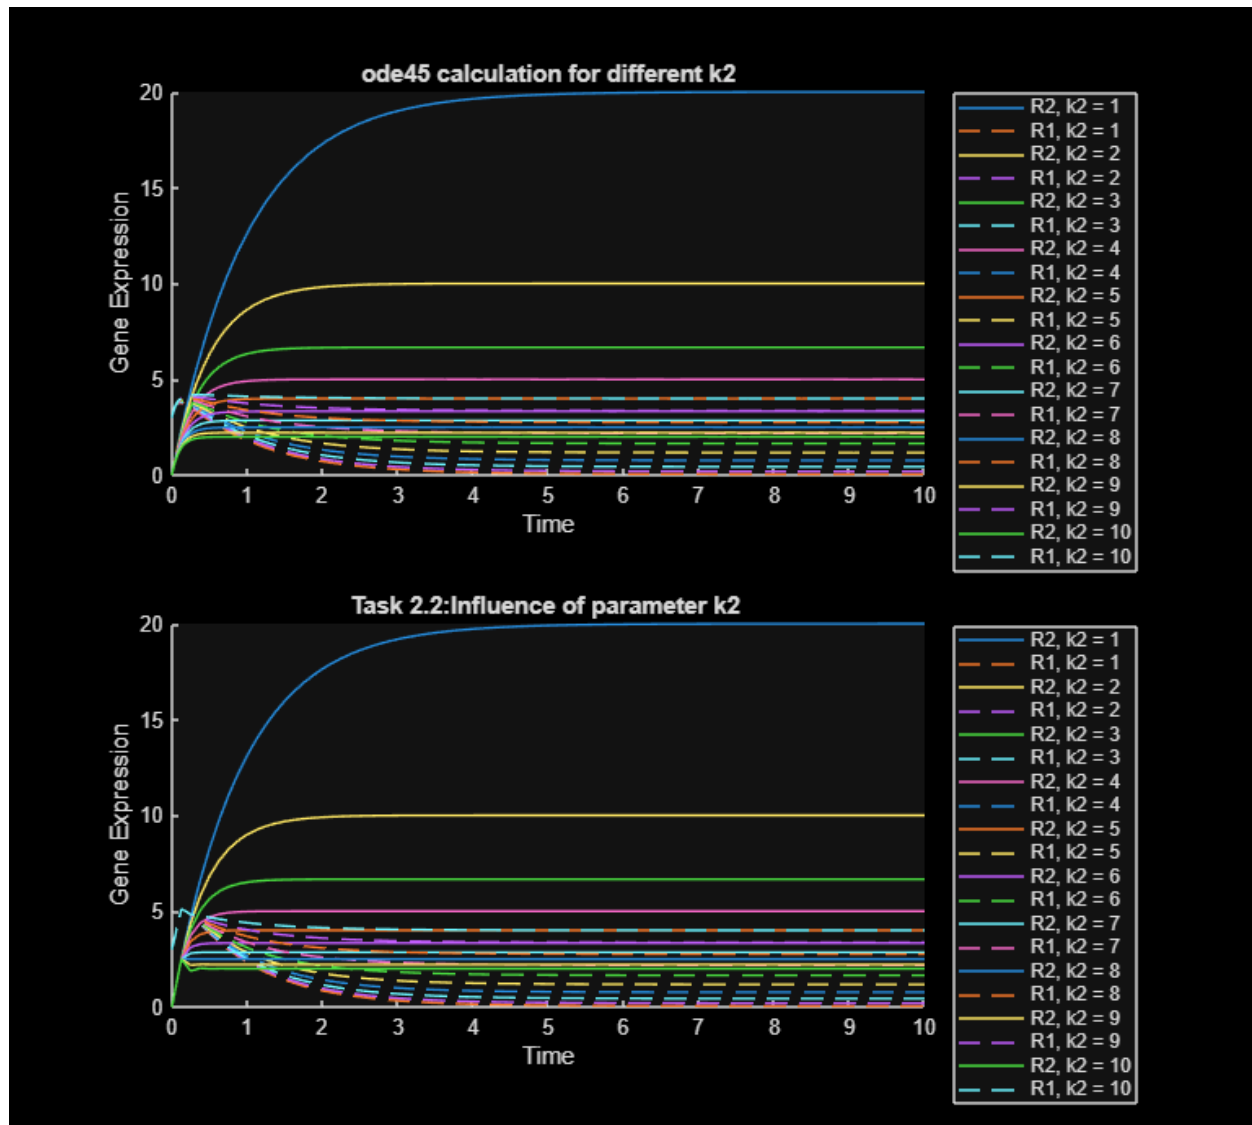 ode45 calculation for different k2
20
15
10
5
0
Gene Expression
0 1 2 3 4 5 6 7 8 9 10
Time
R2, k2 = 1
R1, k2 = 1
R2, k2 = 2
R1, k2 = 2
R2, k2 = 3
R1, k2 = 3
R2, k2 = 4
R1, k2 = 4
R2, k2 = 5
R1, k2 = 5
R2, k2 = 6
R1, k2 = 6
R2, k2 = 7
R1, k2 = 7
R2, k2 = 8
R1, k2 = 8
R2, k2 = 9
R1, k2 = 9
R2, k2 = 10
R1, k2 = 10
Task 2.2:Influence of parameter k2
20
15
10
5
0
Gene Expression
0 1 2 3 4 5 6 7 8 9 10
Time
R2, k2 = 1
R1, k2 = 1
R2, k2 = 2
R1, k2 = 2
R2, k2 = 3
R1, k2 = 3
R2, k2 = 4
R1, k2 = 4
R2, k2 = 5
R1, k2 = 5
R2, k2 = 6
R1, k2 = 6
R2, k2 = 7
R1, k2 = 7
R2, k2 = 8
R1, k2 = 8
R2, k2 = 9
R1, k2 = 9
R2, k2 = 10
R1, k2 = 10